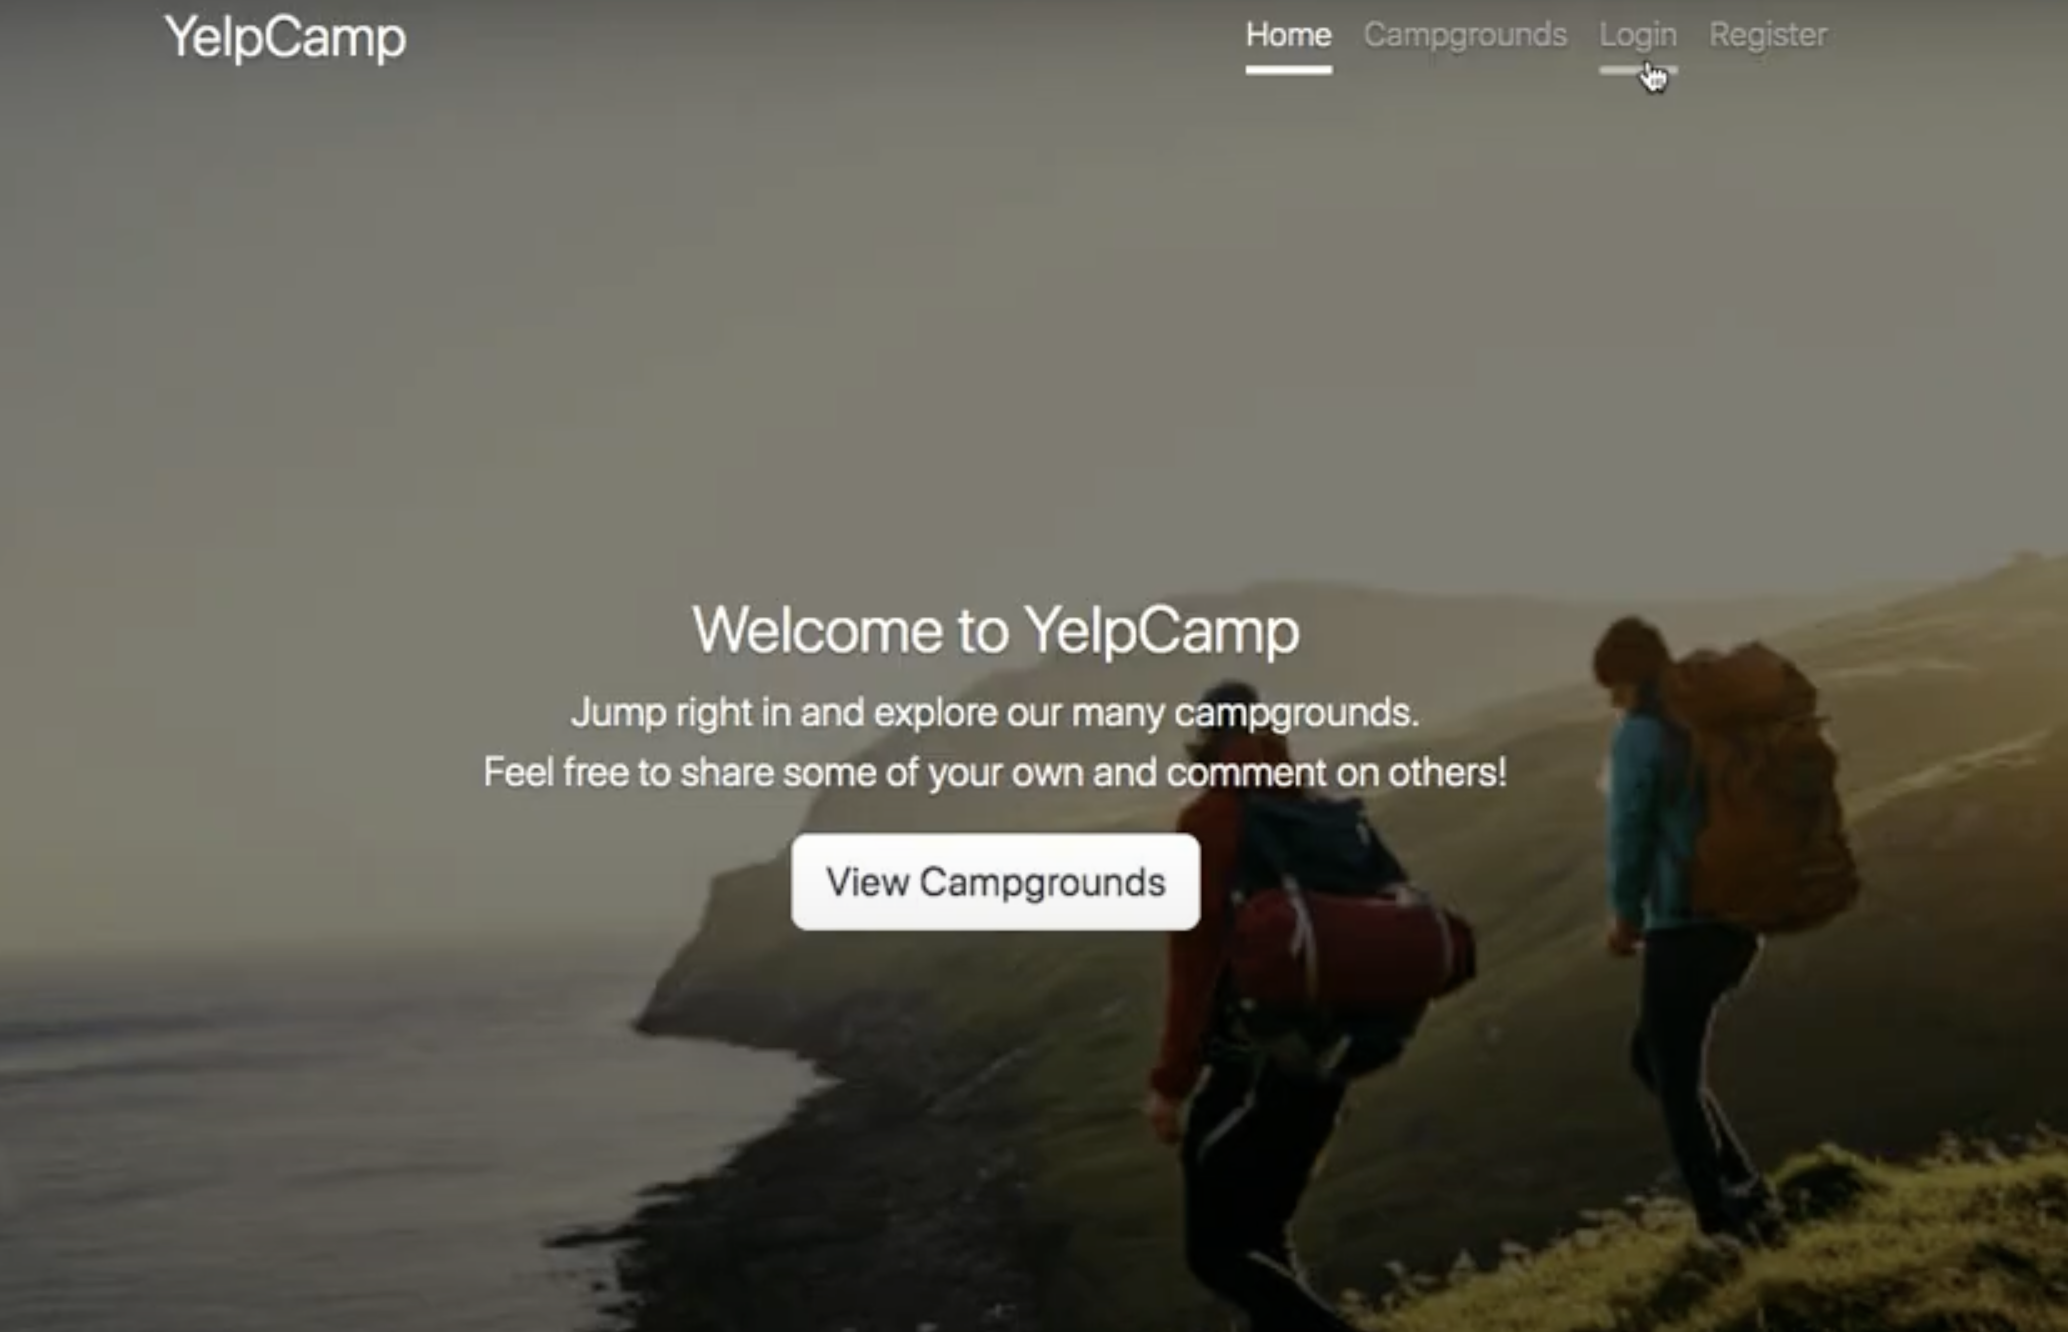 YelpCamp
Home Campgrounds Login Register
Welcome to YelpCamp
Jump right in and explore our many campgrounds.
Feel free to share some of your own and comment on others!
View Campgrounds